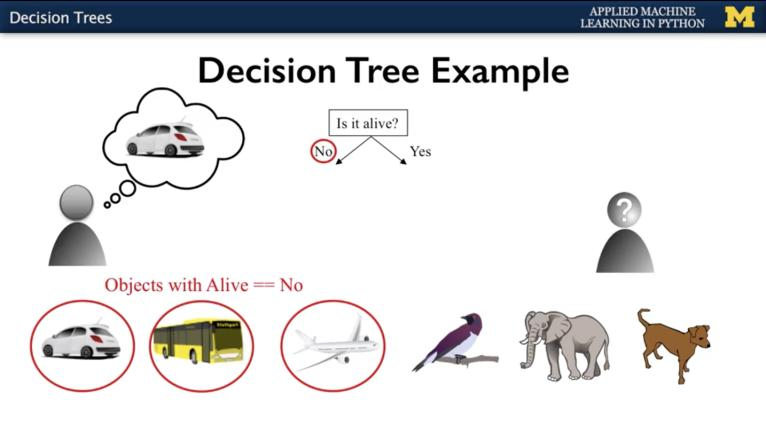 Decision Trees
APPLIED MACHINE
LEARNING IN PYTHON
M
Decision Tree Example
Is it alive?
No
Yes
?
Objects with Alive == No
Stuttgart